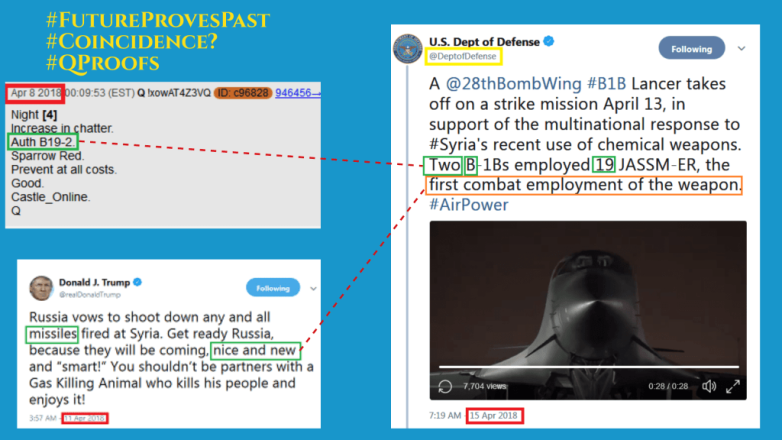 #FutureProvesPast
#Coincidence?
#QProofs
Apr 8 2018 00:09:53 (EST) Q !xowAT4Z3VQ ID: c96828 946456→
Night [4]
Increase in chatter.
Auth B19-2.
Sparrow Red.
Prevent at all costs.
Good.
Castle_Online.
Q
Donald J. Trump
@realDonaldTrump
Following
Russia vows to shoot down any and all
missiles fired at Syria. Get ready Russia,
because they will be coming, nice and new
and “smart!” You shouldn’t be partners with a
Gas Killing Animal who kills his people and
enjoys it!
3:57 AM - 11 Apr 2018
U.S. Dept of Defense
@DeptofDefense
Following
A @28thBombWing #B1B Lancer takes
off on a strike mission April 13, in
support of the multinational response to
#Syria's recent use of chemical weapons.
Two B-1Bs employed 19 JASSM-ER, the
first combat employment of the weapon.
#AirPower
7,704 views
0:28 / 0:28
7:19 AM - 15 Apr 2018